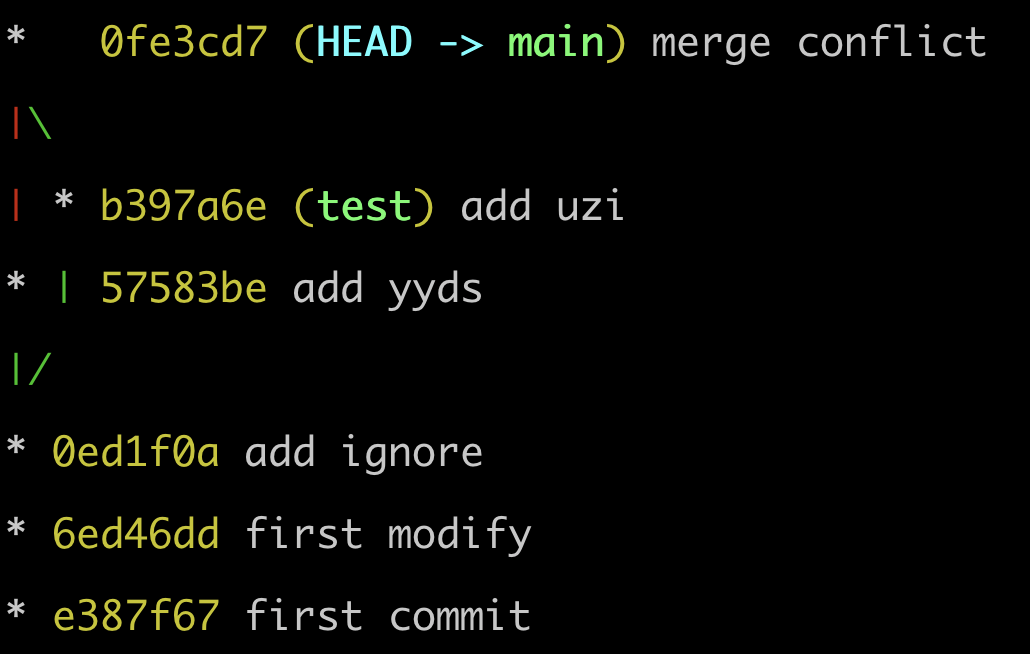 *   0fe3cd7 (HEAD -> main) merge conflict
|\
| * b397a6e (test) add uzi
* | 57583be add yyds
|/
* 0ed1f0a add ignore
* 6ed46dd first modify
* e387f67 first commit